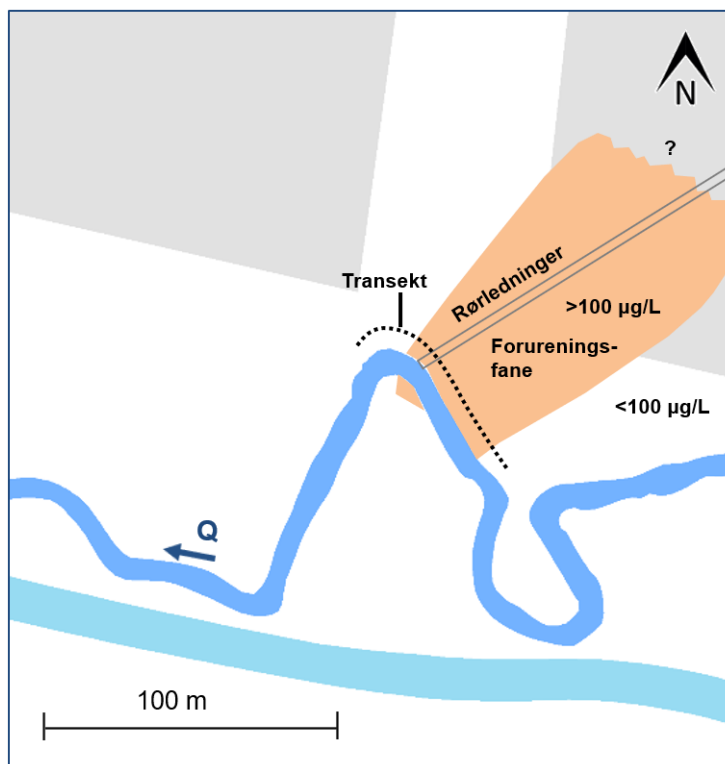 N
?
Transekt
Rørledninger
>100 µg/L
Forurenings-
fane
<100 µg/L
Q
100 m